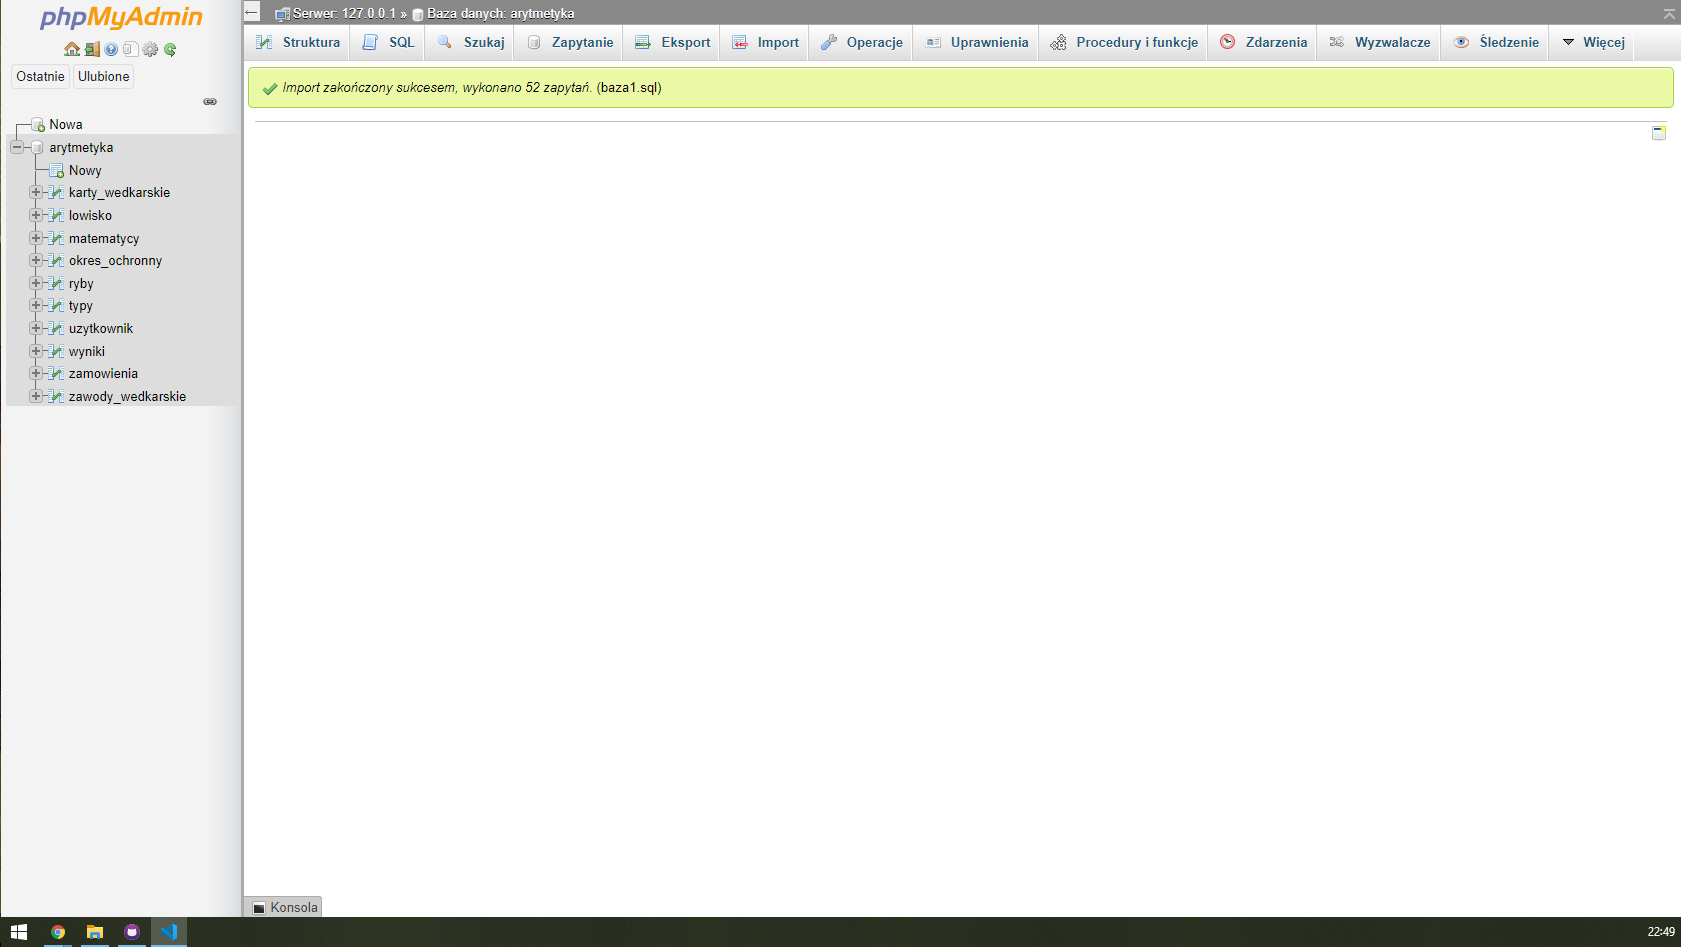 phpMyAdmin
Ostatnie Ulubione
Nowa
arytmetyka
Nowy
karty_wedkarskie
lowisko
matematycy
okres_ochronny
ryby
typy
uzytkownik
wyniki
zamowienia
zawody_wedkarskie
Serwer: 127.0.0.1 » Baza danych: arytmetyka
Struktura SQL Szukaj Zapytanie Eksport Import Operacje Uprawnienia Procedury i funkcje Zdarzenia Wyzwalacze Śledzenie Więcej
Import zakończony sukcesem, wykonano 52 zapytań. (baza1.sql)
Konsola
22:49